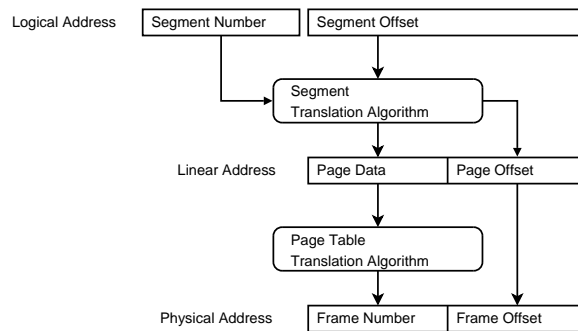 Logical Address Segment Number Segment Offset
Segment
Translation Algorithm
Linear Address Page Data Page Offset
Page Table
Translation Algorithm
Physical Address Frame Number Frame Offset